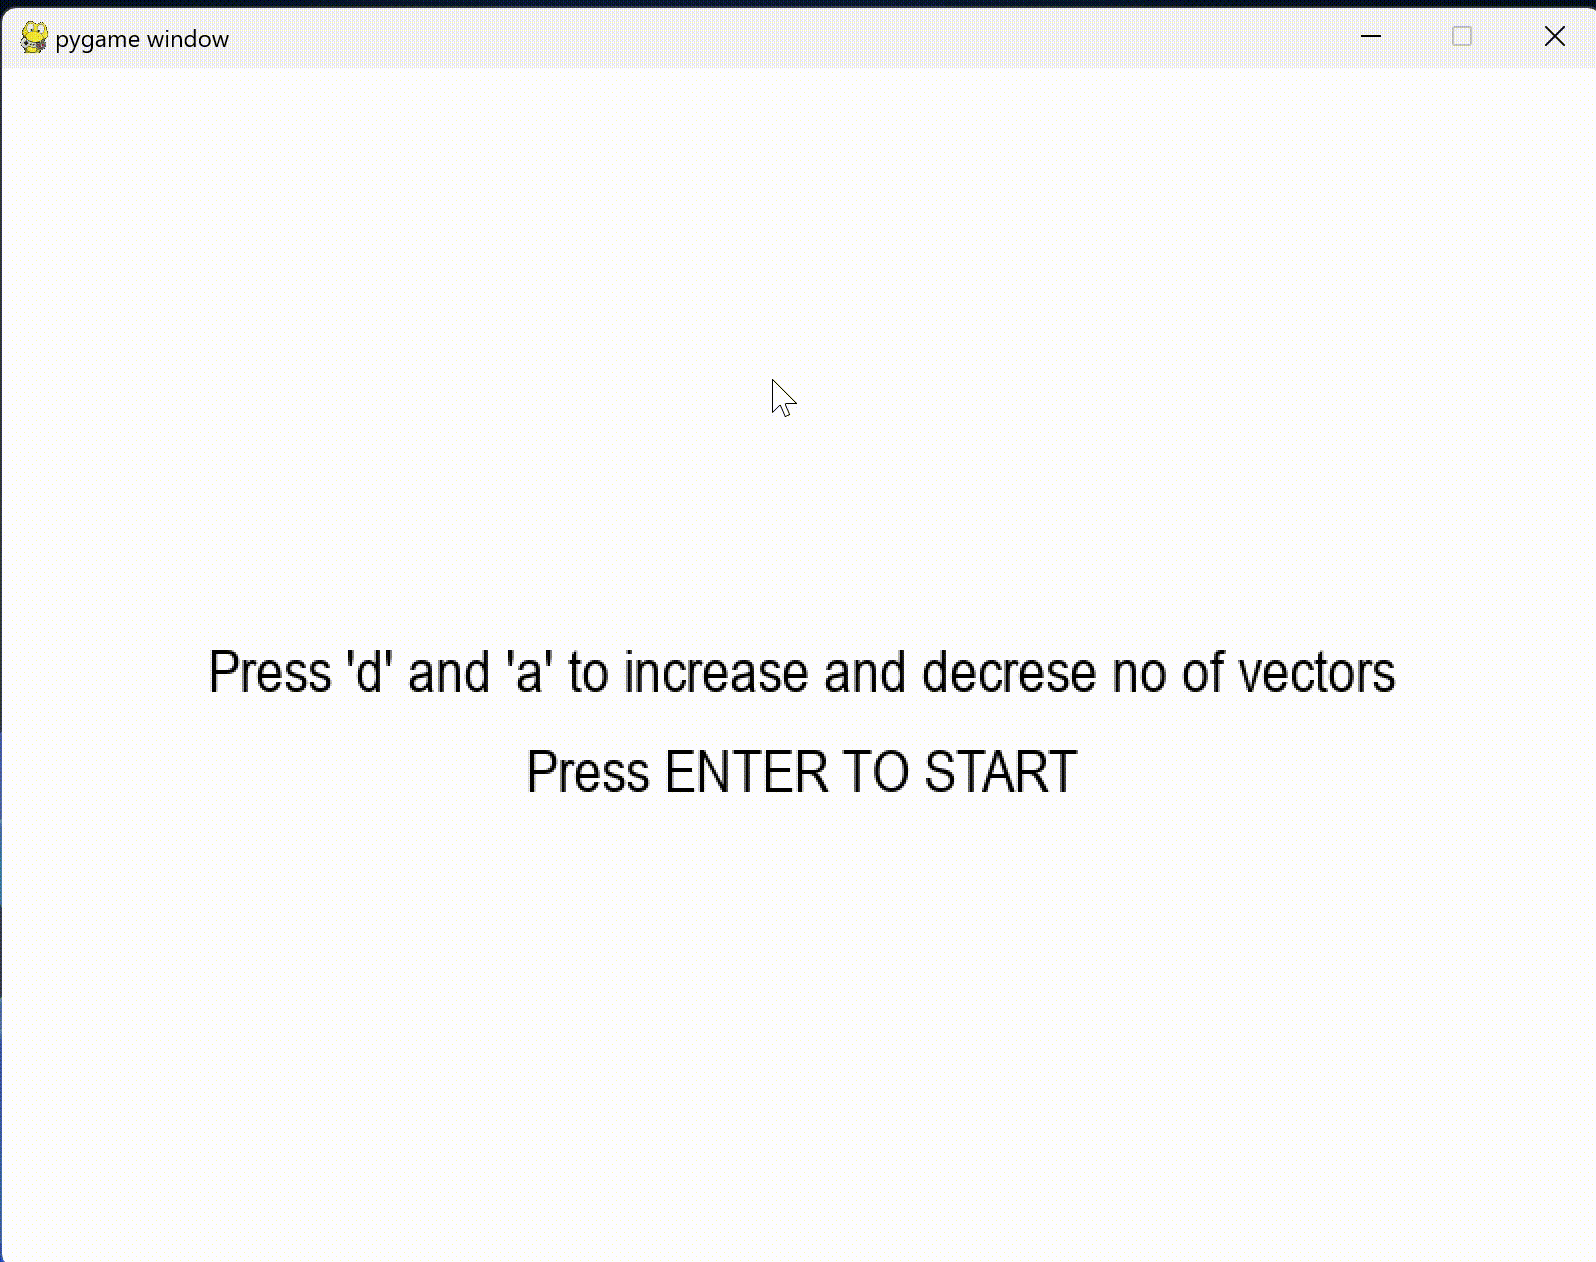 pygame window
Press 'd' and 'a' to increase and decrese no of vectors
Press ENTER TO START